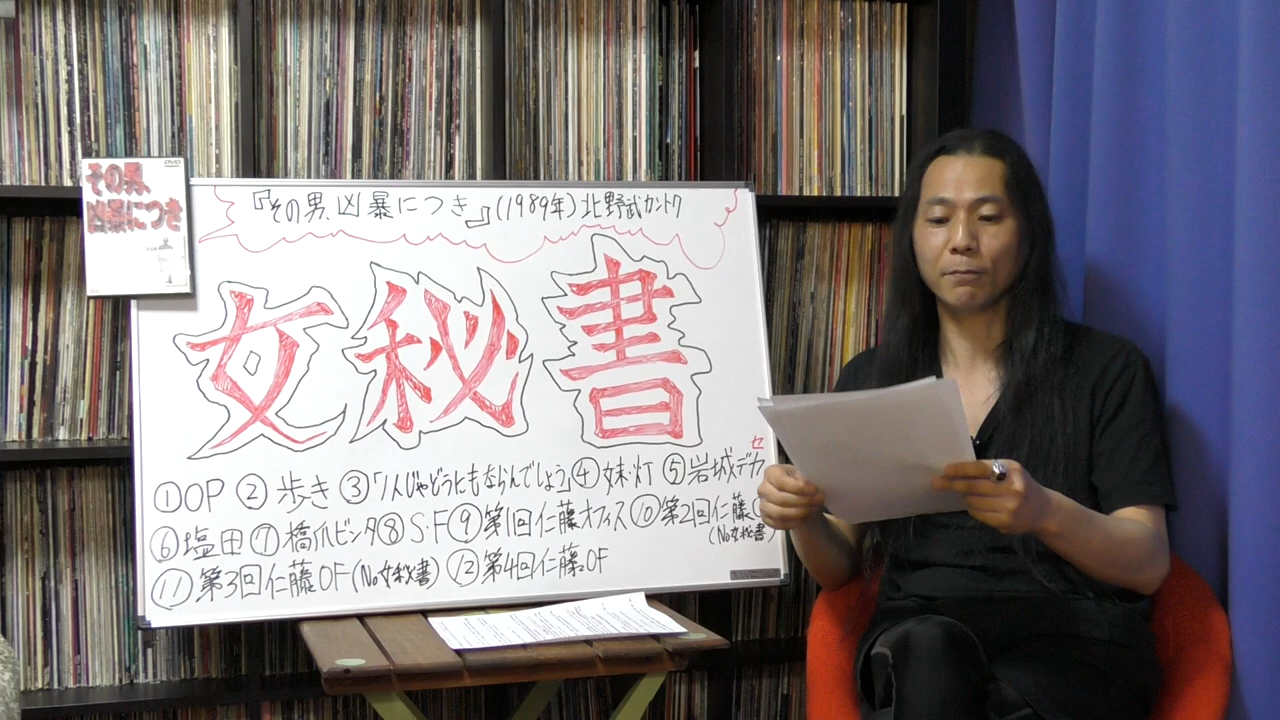 DVD
その男、
凶暴につき
『その男、凶暴につき』(1989年)北野武カントク
女秘書
セ
①OP ②歩き ③「1人じゃどうにもならんでしょう」④妹・灯 ⑤岩城デカ
⑥塩田 ⑦橋爪ビンタ ⑧S・F ⑨第1回仁藤オフィス ⑩第2回仁藤
(No女秘書)
⑪第3回仁藤OF(No女秘書) ⑫第4回仁藤OF